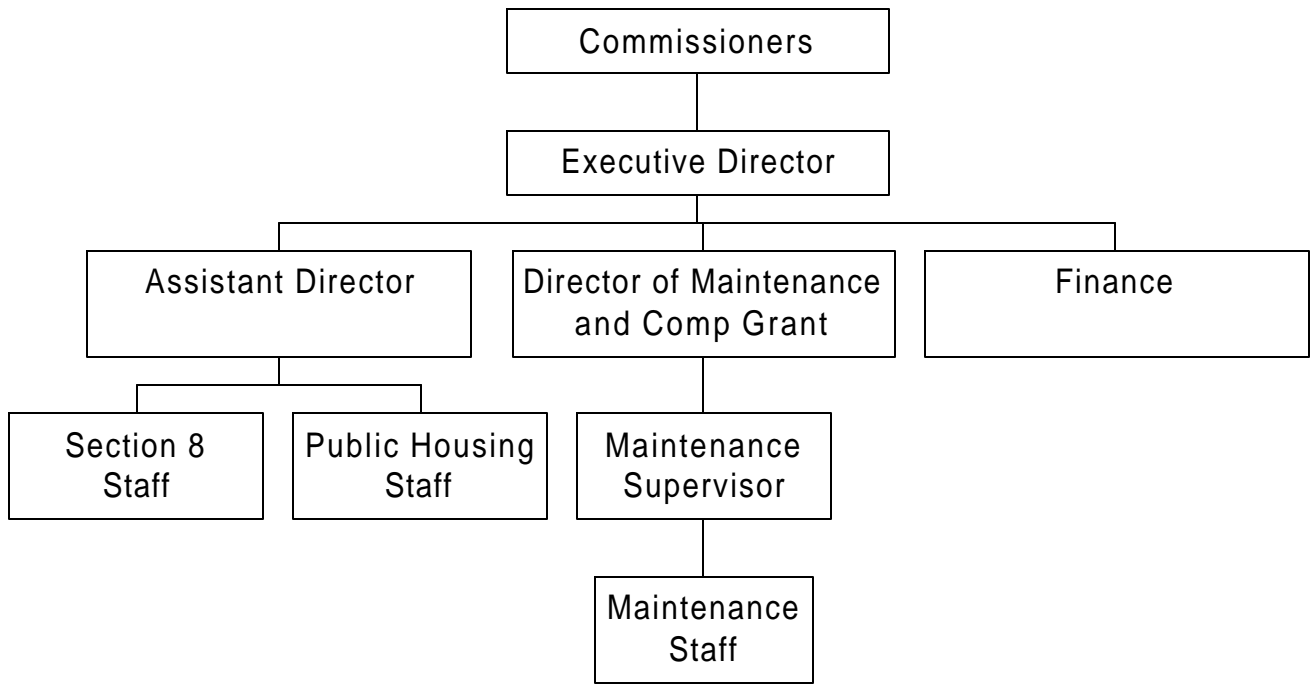 Commissioners
Executive Director
Assistant Director
Director of Maintenance
and Comp Grant
Finance
Section 8
Staff
Public Housing
Staff
Maintenance
Supervisor
Maintenance
Staff